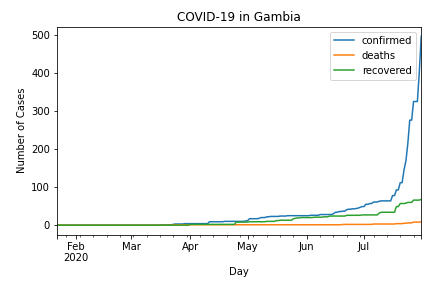 COVID-19 in Gambia
confirmed
deaths
recovered
Number of Cases
500
400
300
200
100
0
Feb Mar Apr May Jun Jul
2020
Day